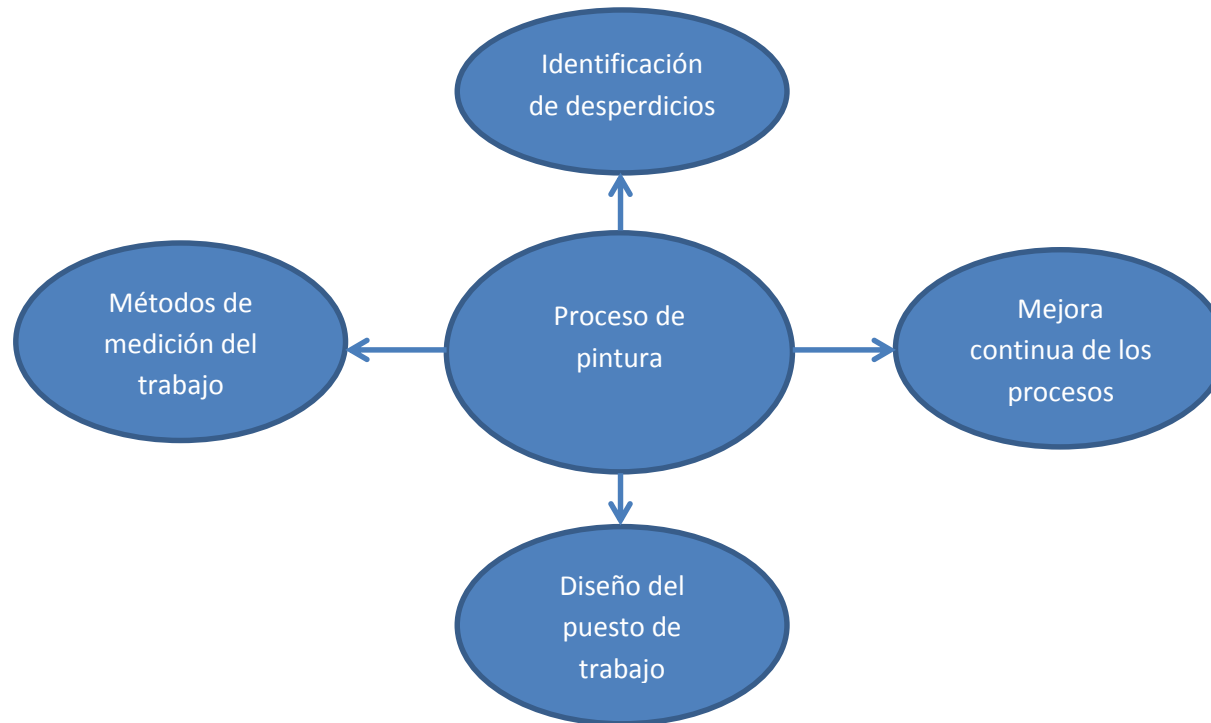 Identificación
de desperdicios
Métodos de
medición del
trabajo
Proceso de
pintura
Mejora
continua de los
procesos
Diseño del
puesto de
trabajo